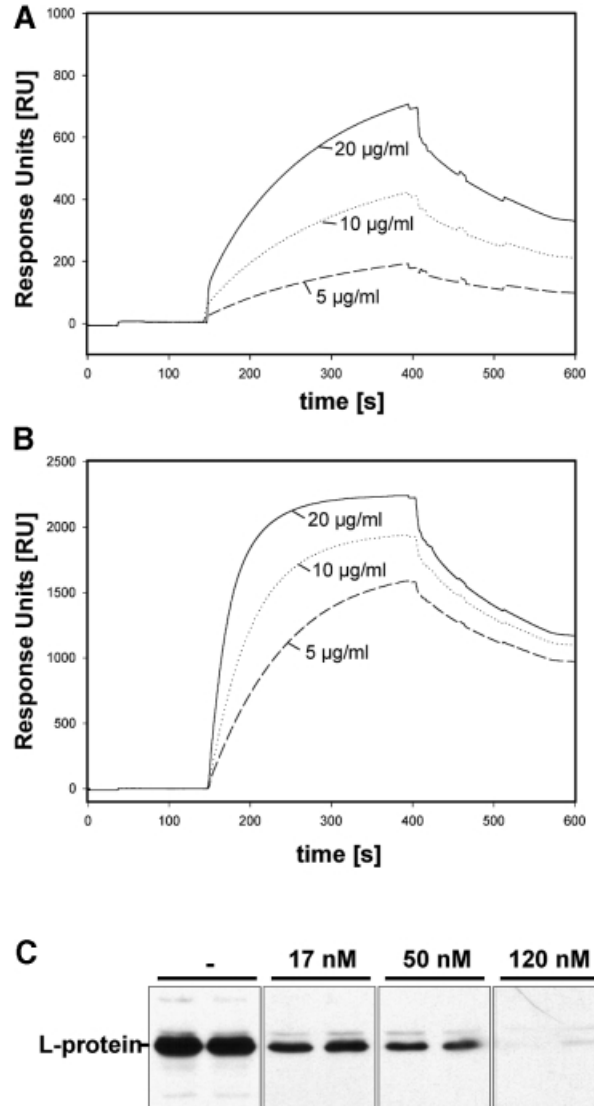 A
1000
800
600
400
200
0
Response Units [RU]
20 µg/ml
10 µg/ml
5 µg/ml
0 100 200 300 400 500 600
time [s]
B
2500
2000
1500
1000
500
0
Response Units [RU]
20 µg/ml
10 µg/ml
5 µg/ml
0 100 200 300 400 500 600
time [s]
C
- 17 nM 50 nM 120 nM
L-protein